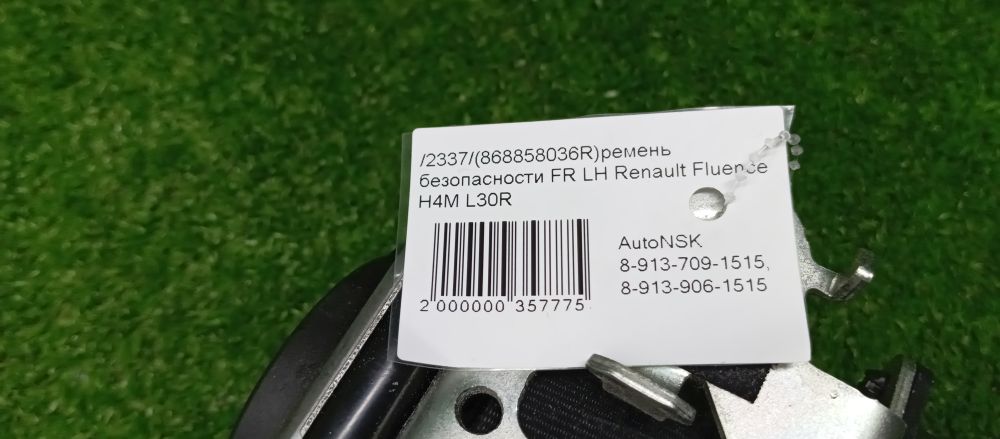 /2337/(868858036R)ремень
безопасности FR LH Renault Fluence
H4M L30R
AutoNSK
8-913-709-1515,
8-913-906-1515
2 000000 357775